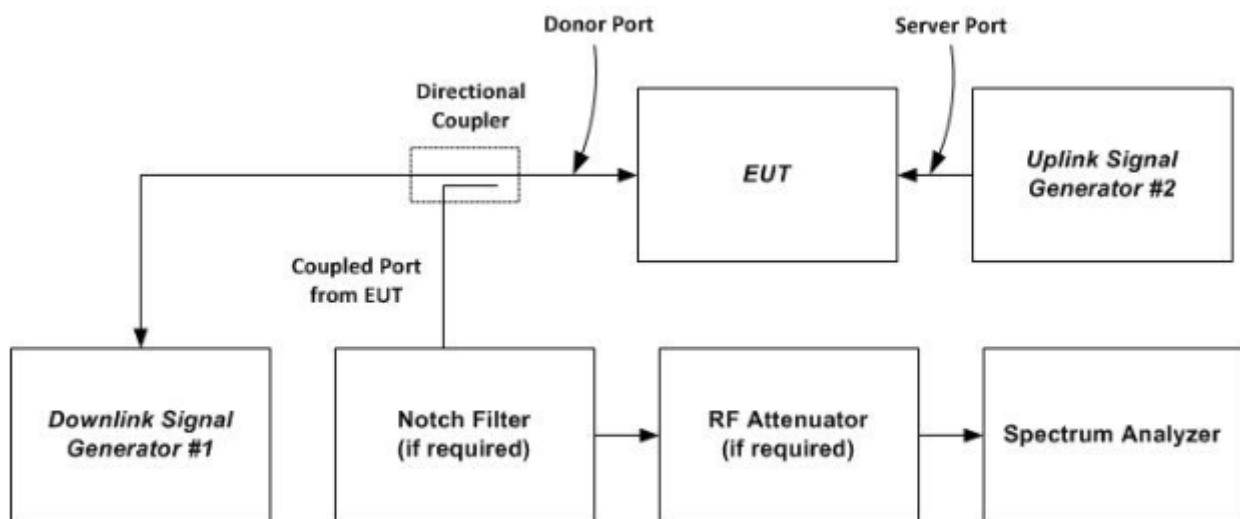 Donor Port
Server Port
Directional
Coupler
EUT
Uplink Signal
Generator #2
Coupled Port
from EUT
Downlink Signal
Generator #1
Notch Filter
(if required)
RF Attenuator
(if required)
Spectrum Analyzer